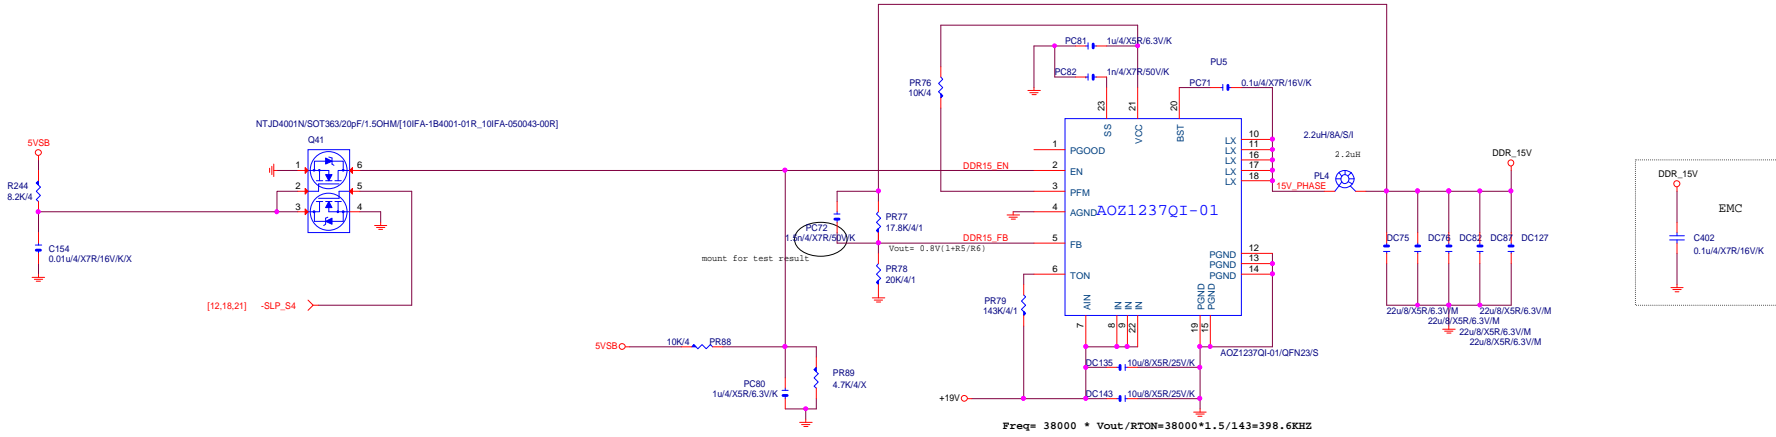 NTJD4001N/SOT363/20pF/1.5OHM/[10IFA-1B4001-01R_10IFA-050043-00R]
Q41
5VSB
R244
8.2K/4
C154
0.01u/4/X7R/16V/K/X
1
2
3
6
5
4
[12,18,21] -SLP_S4
5VSB
10K/4 PR88
PC80
1u/4/X5R/6.3V/K
PR89
4.7K/4/X
PR76
10K/4
PC81 1u/4/X5R/6.3V/K
PC82 1n/4/X7R/50V/K
PU5
PC71 0.1u/4/X7R/16V/K
23
21
20
SS
VCC
BST
1 PGOOD
DDR15_EN 2 EN
3 PFM
4 AGND
DDR15_FB 5 FB
6 TON
AOZ1237QI-01
LX 10
LX 11
LX 16
LX 17
LX 18
PGND 12
PGND 13
PGND 14
AIN
IN
IN
IN
PGND
PGND
7
8
9
22
19
15
PC72
1.5n/4/X7R/50V/K
mount for test result
PR77
17.8K/4/1
Vout= 0.8V(1+R5/R6)
PR78
20K/4/1
PR79
143K/4/1
AOZ1237QI-01/QFN23/S
DC135 10u/8/X5R/25V/K
+19V
DC143 10u/8/X5R/25V/K
Freq= 38000 * Vout/RTON=38000*1.5/143=398.6KHZ
2.2uH/8A/S/I
2.2uH
PL4
15V_PHASE
DDR_15V
DC75 DC76 DC82 DC87 DC127
22u/8/X5R/6.3V/M
22u/8/X5R/6.3V/M
22u/8/X5R/6.3V/M
22u/8/X5R/6.3V/M
22u/8/X5R/6.3V/M
DDR_15V
EMC
C402
0.1u/4/X7R/16V/K